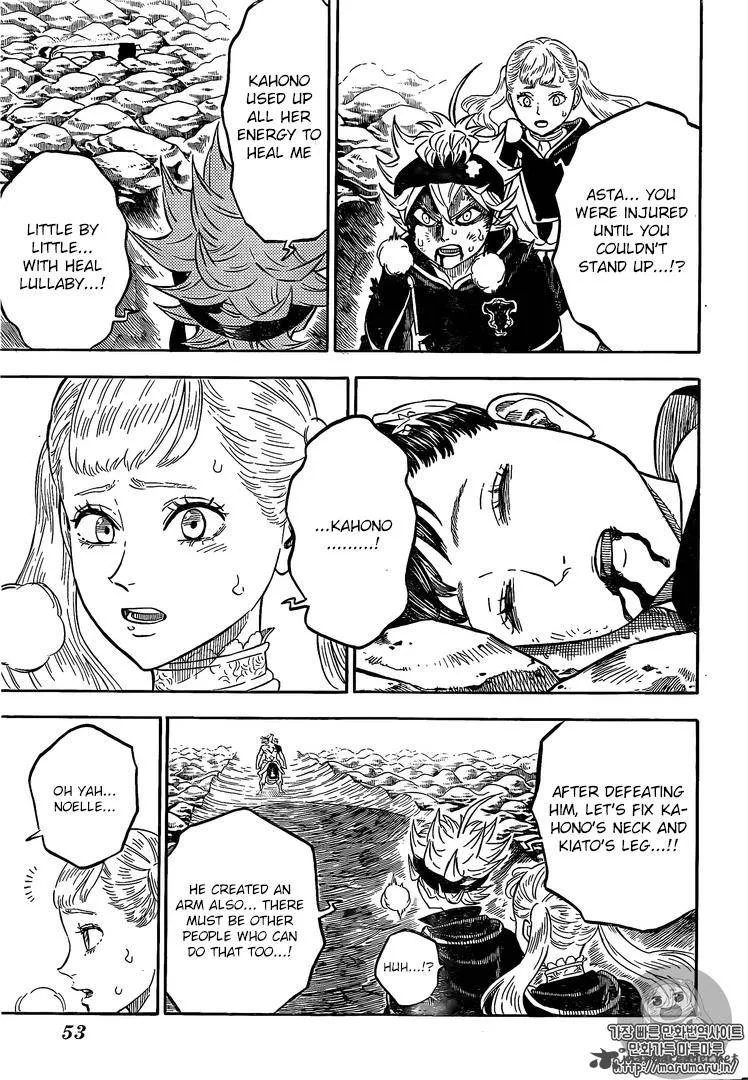 ASTA... YOU
WERE INJURED
UNTIL YOU
COULDN'T
STAND UP...!?
KAHONO
USED UP
ALL HER
ENERGY TO
HEAL ME
LITTLE BY
LITTLE...
WITH HEAL
LULLABY...!
...KAHONO
..........!
AFTER DEFEATING
HIM, LET'S FIX KA-
HONO'S NECK AND
KIATO'S LEG...!!
HE CREATED AN
ARM ALSO... THERE
MUST BE OTHER
PEOPLE WHO CAN
DO THAT TOO...!
HUH...!?
OH YAH,
NOELLE...
53
가장 빠른 만화번역사이트
만화가득 마루마루
http://marumaru.in/